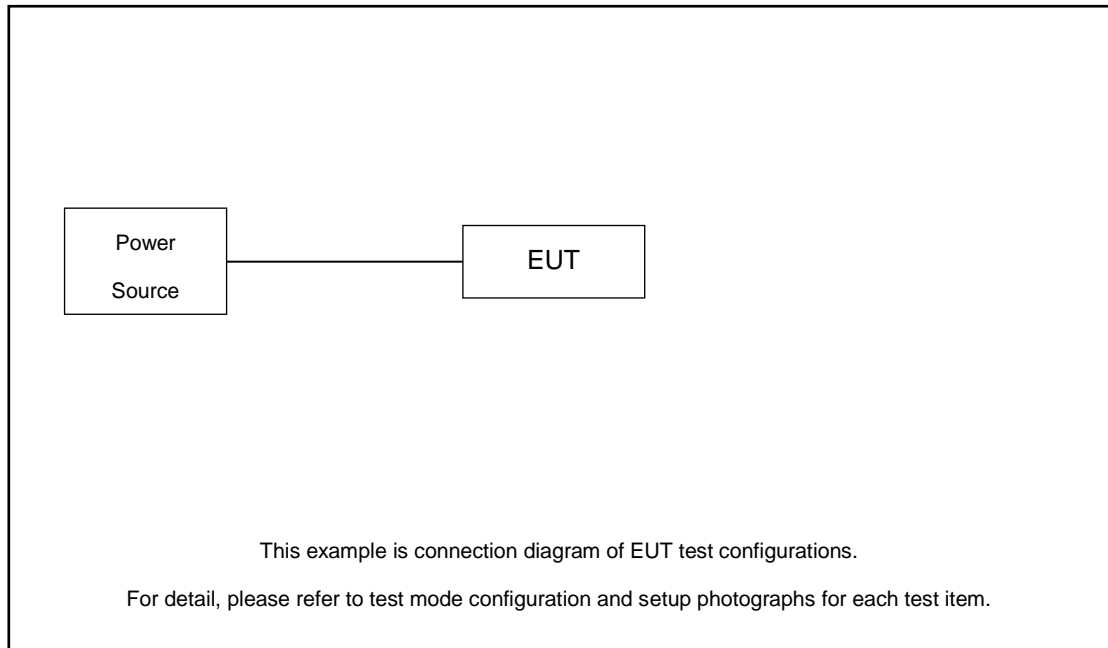 Power
Source
EUT
This example is connection diagram of EUT test configurations.
For detail, please refer to test mode configuration and setup photographs for each test item.